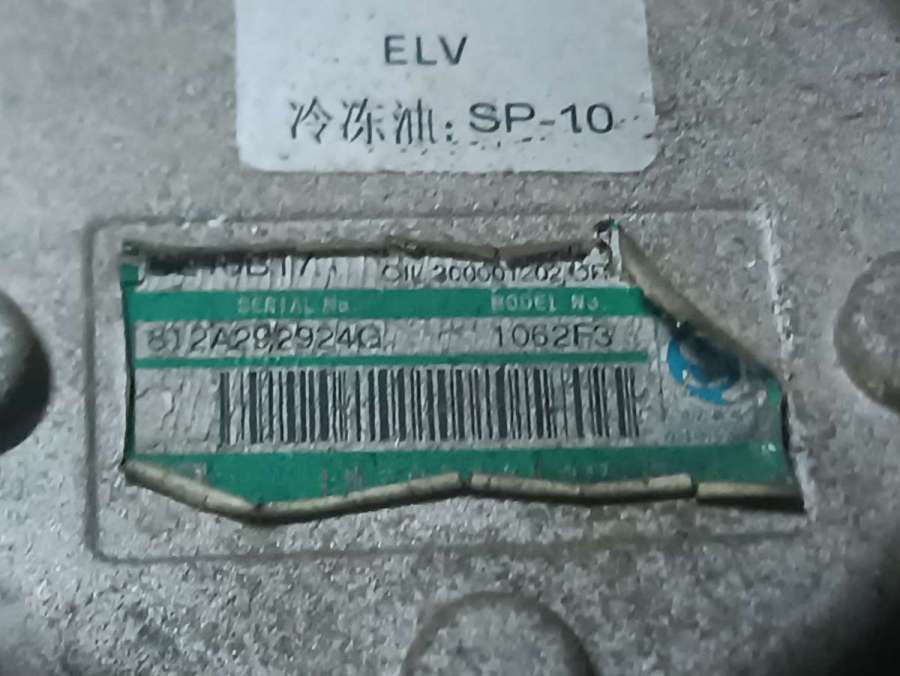 ELV
冷冻油: SP-10
SERIAL No. MODEL No.
812A292924G 1062F3